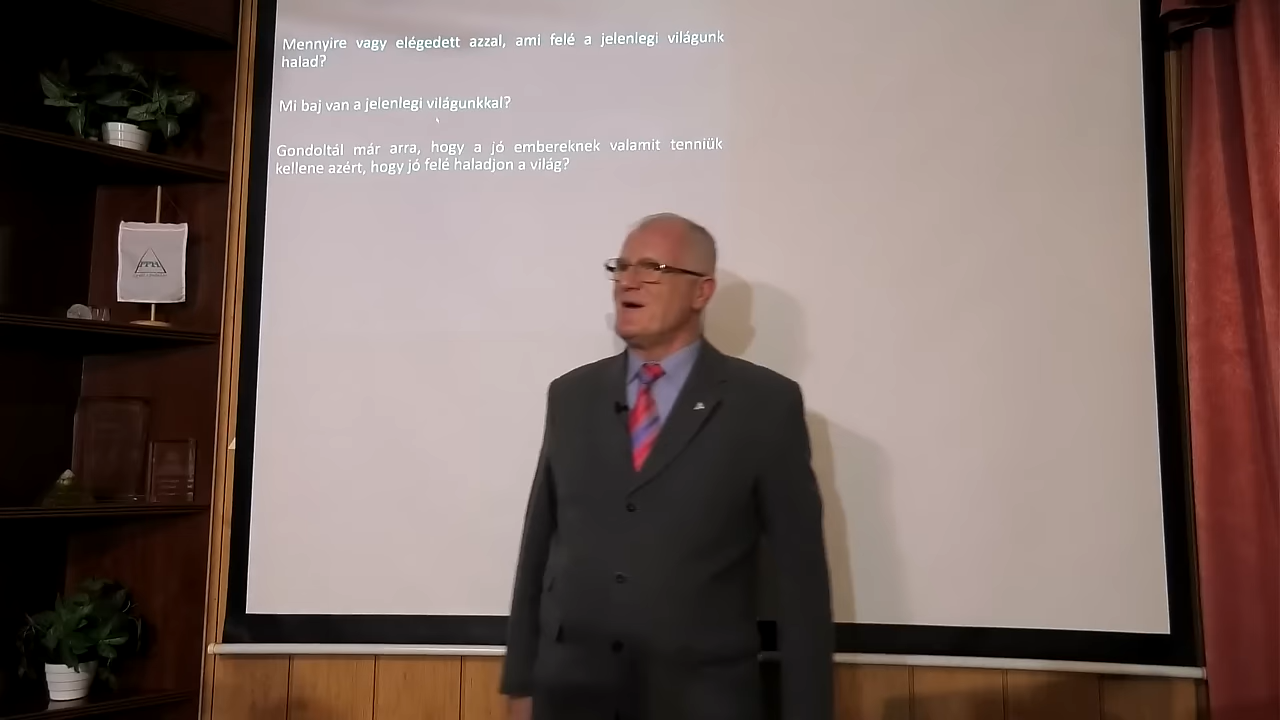 Mennyire vagy elégedett azzal, ami felé a jelenlegi világunk
halad?
Mi baj van a jelenlegi világunkkal?
Gondoltál már arra, hogy a jó embereknek valamit tenniük
kellene azért, hogy jó felé haladjon a világ?